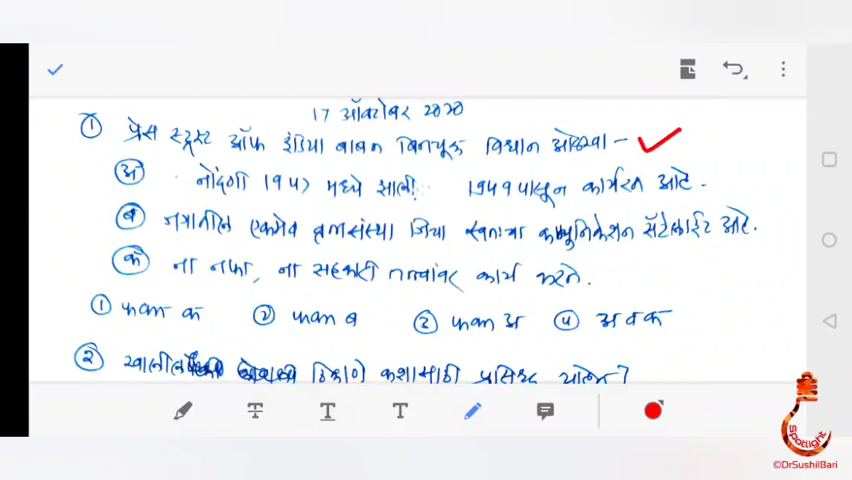 17 ऑक्टोबर 2020
① प्रेस ट्रस्ट ऑफ इंडिया बाबत बिनचूक विधान ओळखा -
अ नोंदणी 1947 मध्ये झाली. 1949 पासून कार्यरत आहे.
ब जगातील एकमेव वृत्तसंस्था जिचा स्वतःचा कम्युनिकेशन सॅटेलाईट आहे.
क ना नफा, ना सहकारी तत्वांवर कार्य करते.
① फक्त क ② फक्त ब ③ फक्त अ ④ अ ब क
② खालील ठिकाणे कशासाठी प्रसिद्ध
T T T
Spotlight
©DrSushilBari